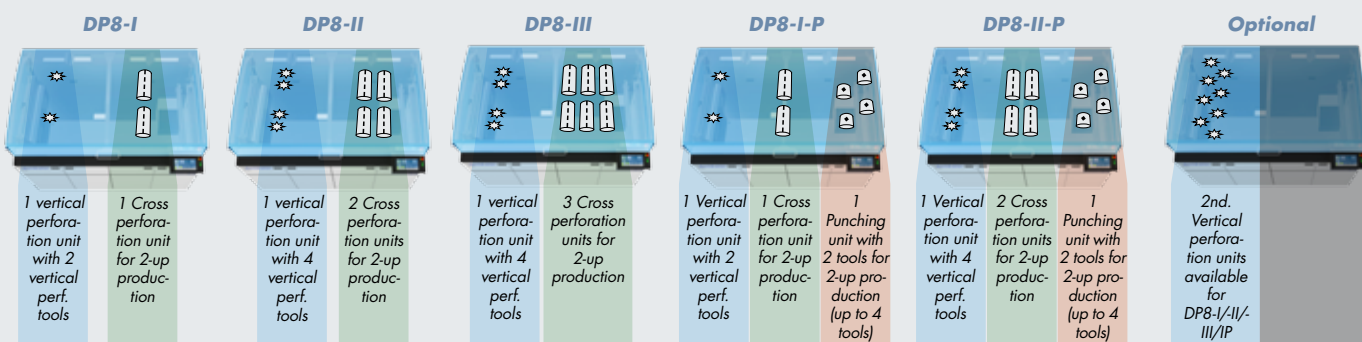 DP8-I
DP8-II
DP8-III
DP8-I-P
DP8-II-P
Optional
1 vertical
perfora-
tion unit
with 2
vertical
perf.
tools
1 Cross
perfora-
tion unit
for 2-up
produc-
tion
1 vertical
perfora-
tion unit
with 4
vertical
perf.
tools
2 Cross
perfora-
tion units
for 2-up
produc-
tion
1 vertical
perfora-
tion unit
with 4
vertical
perf.
tools
3 Cross
perforation
units for
2-up
production
1 Vertical
perfora-
tion unit
with 2
vertical
perf.
tools
1 Cross
perfora-
tion unit
for 2-up
produc-
tion
1
Punching
unit with
2 tools for
2-up pro-
duction
(up to 4
tools)
1 Vertical
perfora-
tion unit
with 4
vertical
perf.
tools
2 Cross
perfora-
tion units
for 2-up
produc-
tion
1
Punching
unit with
2 tools for
2-up pro-
duction
(up to 4
tools)
2nd.
Vertical
perfora-
tion units
available
for
DP8-I/-II/-
III/IP